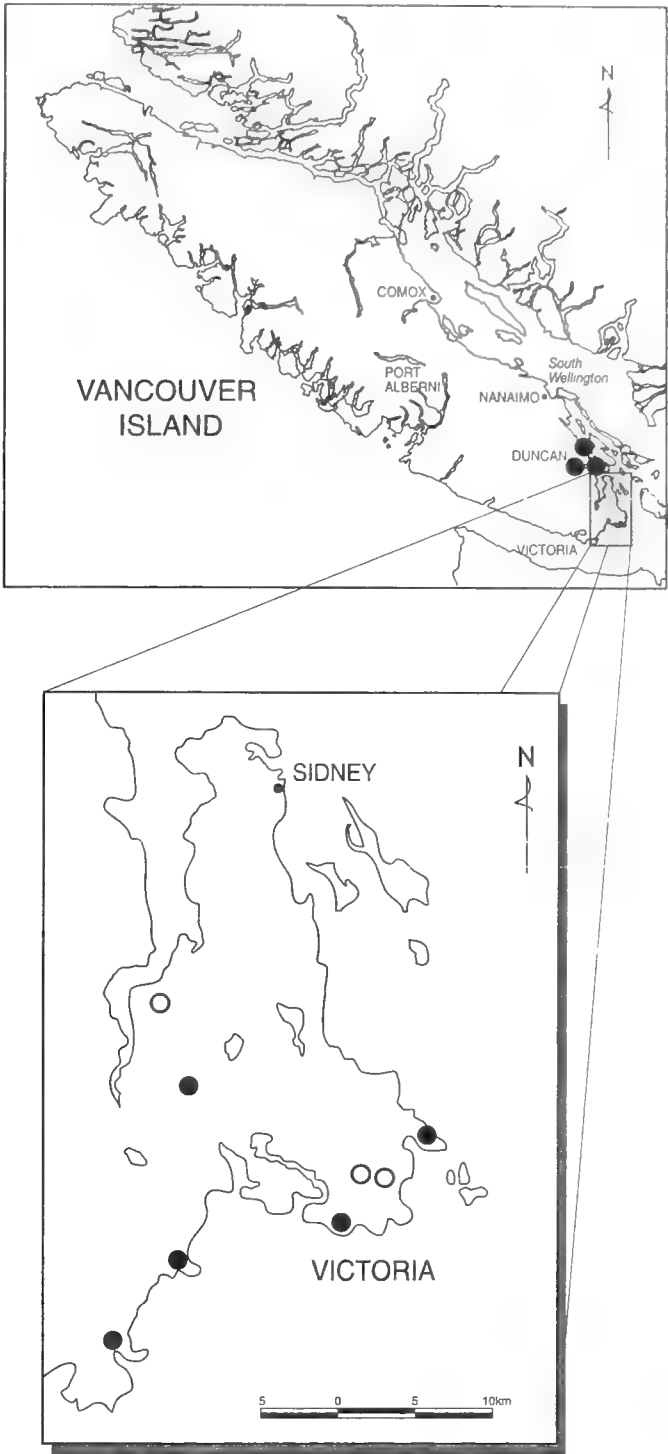 N
COMOX
VANCOUVER
ISLAND
PORT
ALBERNI
South
Wellington
NANAIMO
DUNCAN
VICTORIA
SIDNEY
N
VICTORIA
5 0 5 10km